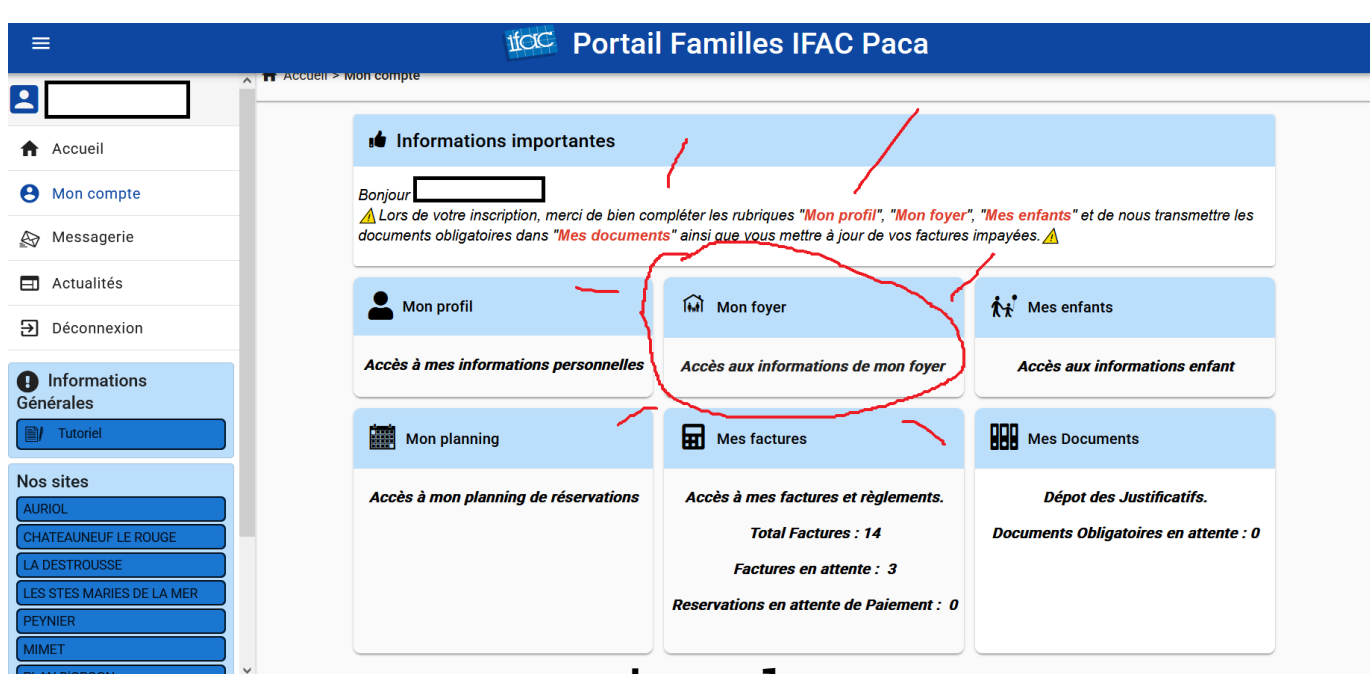 ifac Portail Familles IFAC Paca
Accueil > Mon compte
Accueil
Mon compte
Messagerie
Actualités
Déconnexion
Informations
Générales
Tutoriel
Nos sites
AURIOL
CHATEAUNEUF LE ROUGE
LA DESTROUSSE
LES STES MARIES DE LA MER
PEYNIER
MIMET
Informations importantes
Bonjour
Lors de votre inscription, merci de bien compléter les rubriques "Mon profil", "Mon foyer", "Mes enfants" et de nous transmettre les
documents obligatoires dans "Mes documents" ainsi que vous mettre à jour de vos factures impayées.
Mon profil
Accès à mes informations personnelles
Mon foyer
Accès aux informations de mon foyer
Mes enfants
Accès aux informations enfant
Mon planning
Accès à mon planning de réservations
Mes factures
Accès à mes factures et règlements.
Total Factures : 14
Factures en attente : 3
Reservations en attente de Paiement : 0
Mes Documents
Dépot des Justificatifs.
Documents Obligatoires en attente : 0